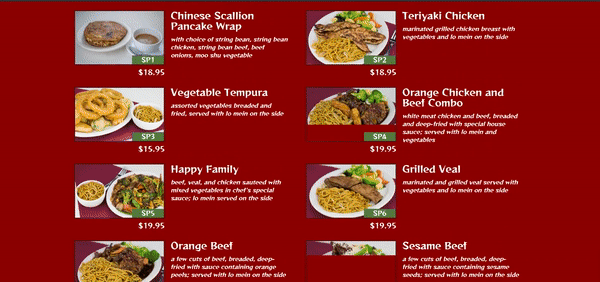 Chinese Scallion
Pancake Wrap
with choice of string bean, string bean
chicken, string bean beef, beef
onions, moo shu vegetable
SP1
$18.95
Teriyaki Chicken
marinated grilled chicken breast with
vegetables and lo mein on the side
SP2
$18.95
Vegetable Tempura
assorted vegetables breaded and
fried, served with lo mein on the side
SP3
$15.95
Orange Chicken and
Beef Combo
white meat chicken and beef, breaded
and deep-fried with special house
sauce; served with lo mein and
vegetables
SP4
$19.95
Happy Family
beef, veal, and chicken sauteed with
mixed vegetables in chef's special
sauce; lo mein served on the side
SP5
$19.95
Grilled Veal
marinated and grilled veal served with
vegetables and lo mein on the side
SP6
$19.95
Orange Beef
a few cuts of beef, breaded, deep-
fried with sauce containing orange
peels; served with lo mein on the side
Sesame Beef
a few cuts of beef, breaded, deep-
fried with sauce containing sesame
seeds; served with lo mein on the side